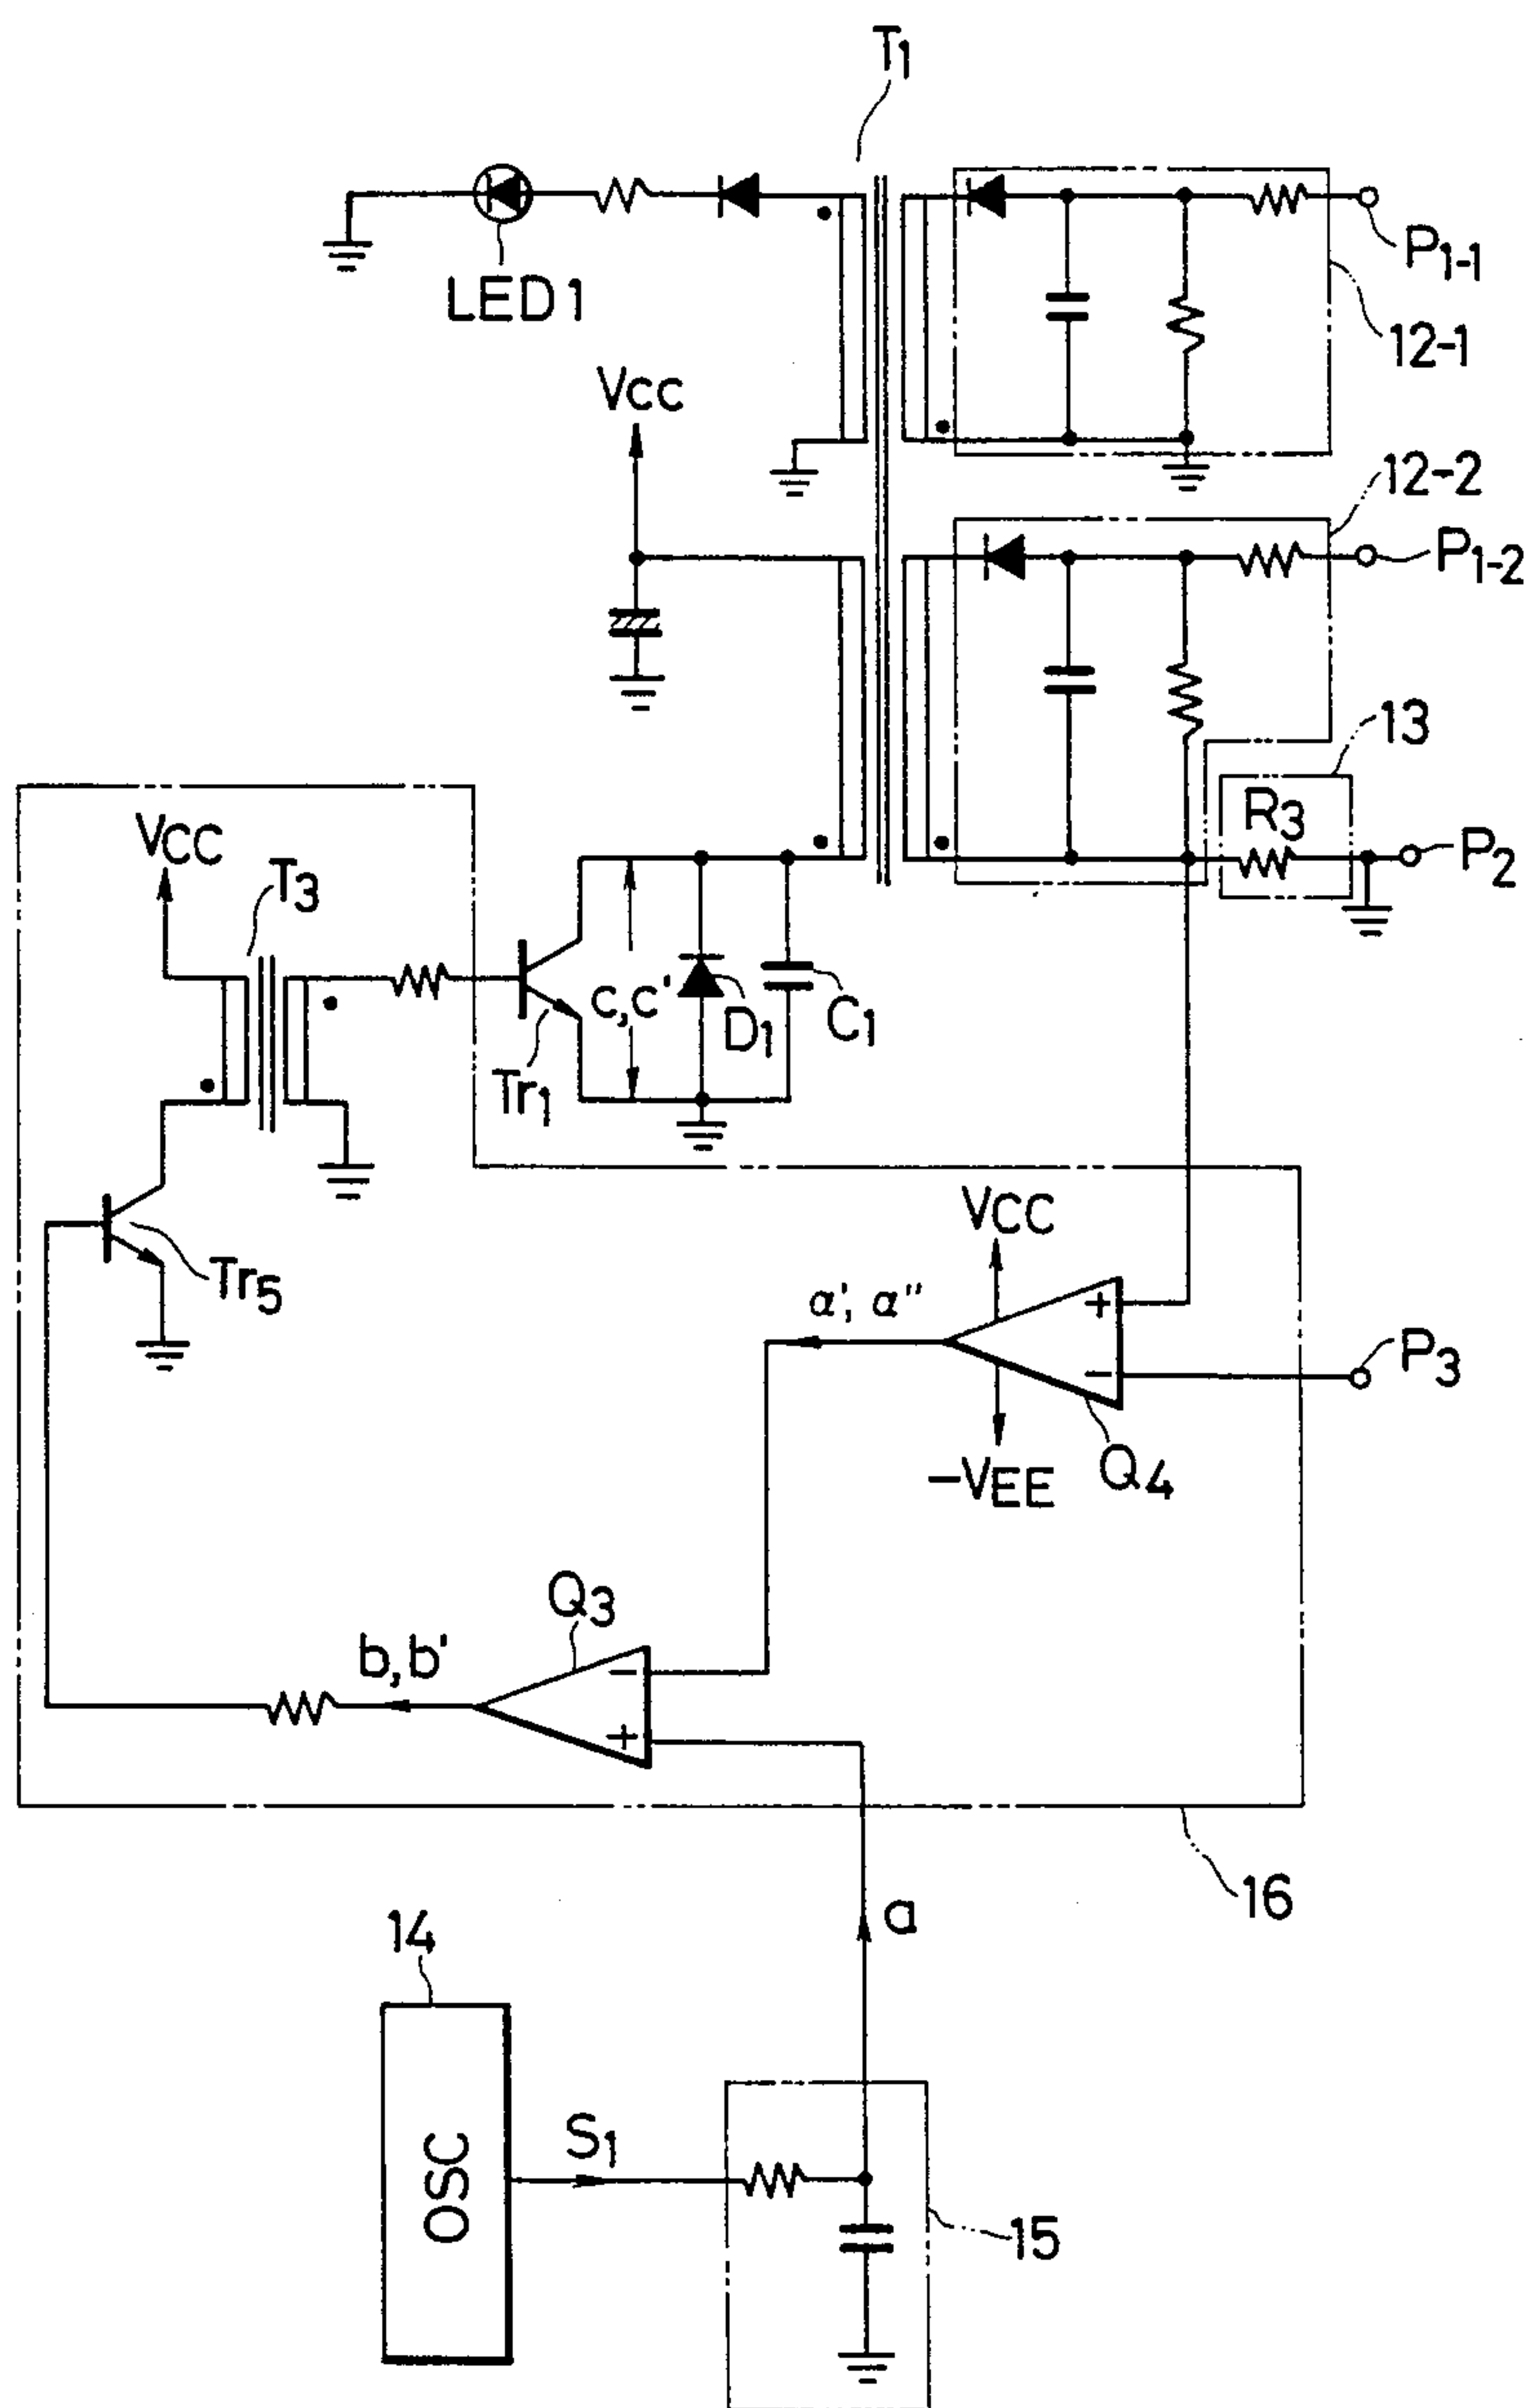 T1
LED1
P1-1
12-1
VCC
12-2
P1-2
13
R3
P2
VCC
T3
c,c'
D1
C1
Tr1
VCC
Tr5
a', a"
+
−
P3
−VEE
Q4
Q3
b,b'
−
+
16
a
14
OSC
S1
15